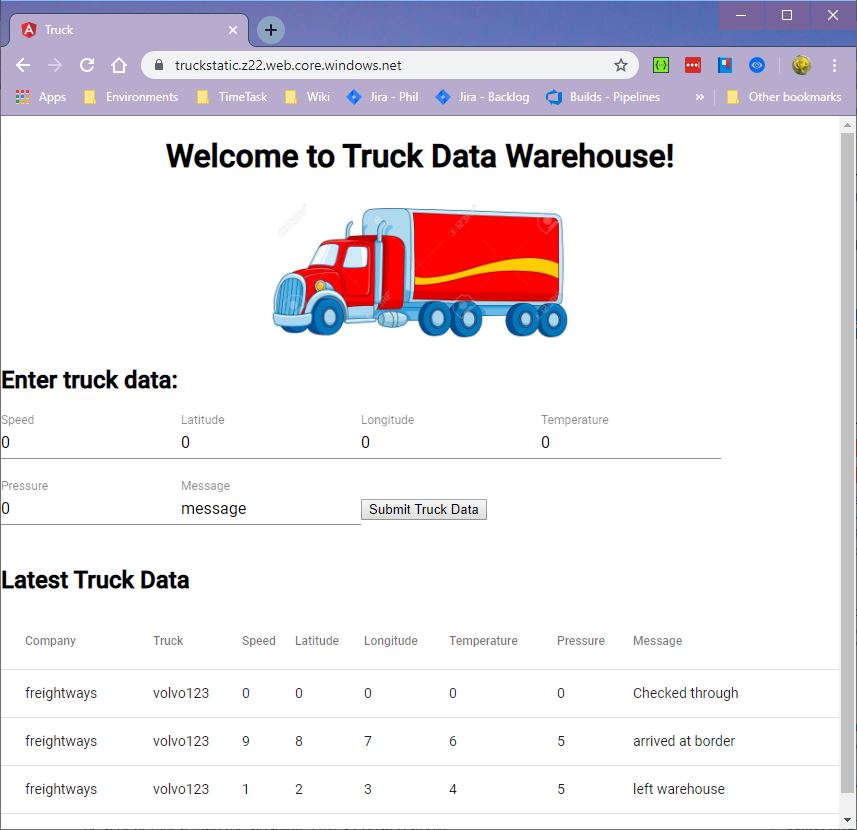 Truck
truckstatic.z22.web.core.windows.net
Apps Environments TimeTask Wiki Jira - Phil Jira - Backlog Builds - Pipelines » Other bookmarks
Welcome to Truck Data Warehouse!
Enter truck data:
Speed Latitude Longitude Temperature
0 0 0 0
Pressure Message
0 message Submit Truck Data
Latest Truck Data
Company Truck Speed Latitude Longitude Temperature Pressure Message
freightways volvo123 0 0 0 0 0 Checked through
freightways volvo123 9 8 7 6 5 arrived at border
freightways volvo123 1 2 3 4 5 left warehouse